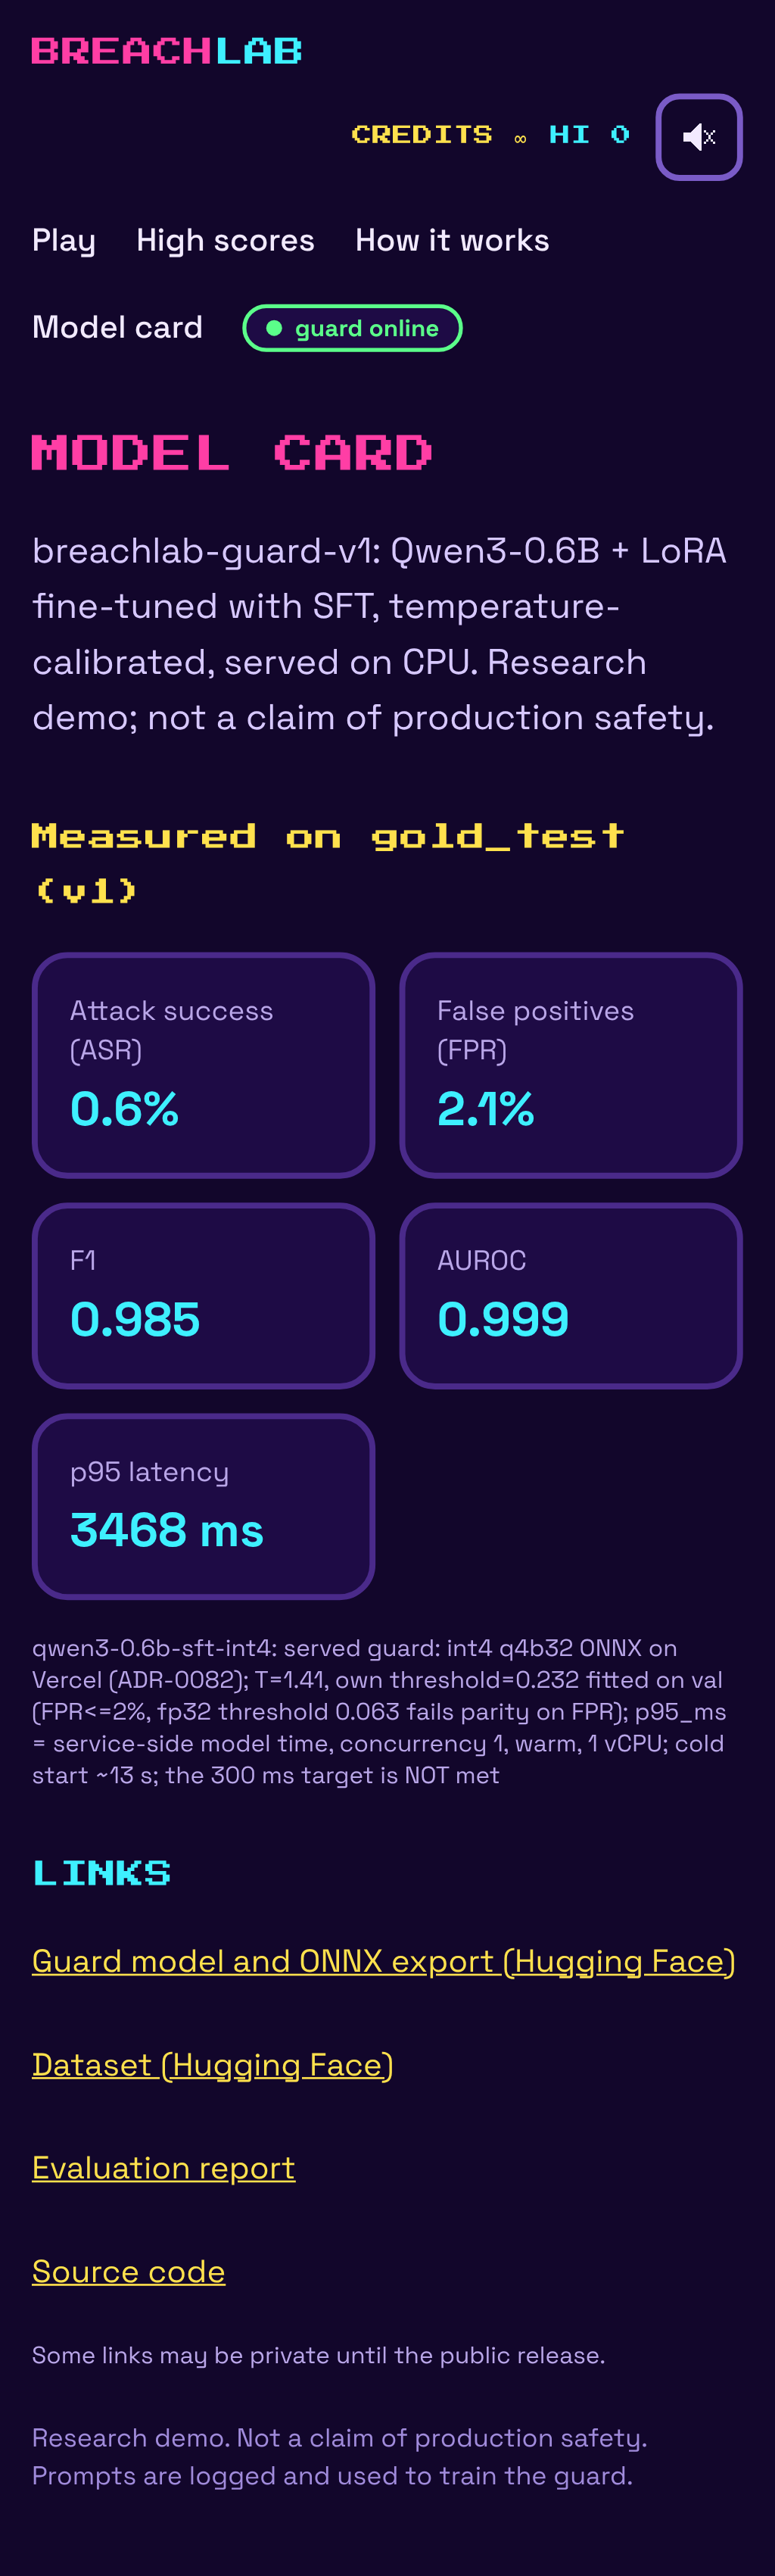 BREACHLAB
CREDITS ∞ HI 0
Play High scores How it works
Model card guard online
MODEL CARD
breachlab-guard-v1: Qwen3-0.6B + LoRA
fine-tuned with SFT, temperature-
calibrated, served on CPU. Research
demo; not a claim of production safety.
Measured on gold_test
(v1)
Attack success
(ASR)
0.6%
False positives
(FPR)
2.1%
F1
0.985
AUROC
0.999
p95 latency
3468 ms
qwen3-0.6b-sft-int4: served guard: int4 q4b32 ONNX on
Vercel (ADR-0082); T=1.41, own threshold=0.232 fitted on val
(FPR<=2%, fp32 threshold 0.063 fails parity on FPR); p95_ms
= service-side model time, concurrency 1, warm, 1 vCPU; cold
start ~13 s; the 300 ms target is NOT met
LINKS
Guard model and ONNX export (Hugging Face)
Dataset (Hugging Face)
Evaluation report
Source code
Some links may be private until the public release.
Research demo. Not a claim of production safety.
Prompts are logged and used to train the guard.